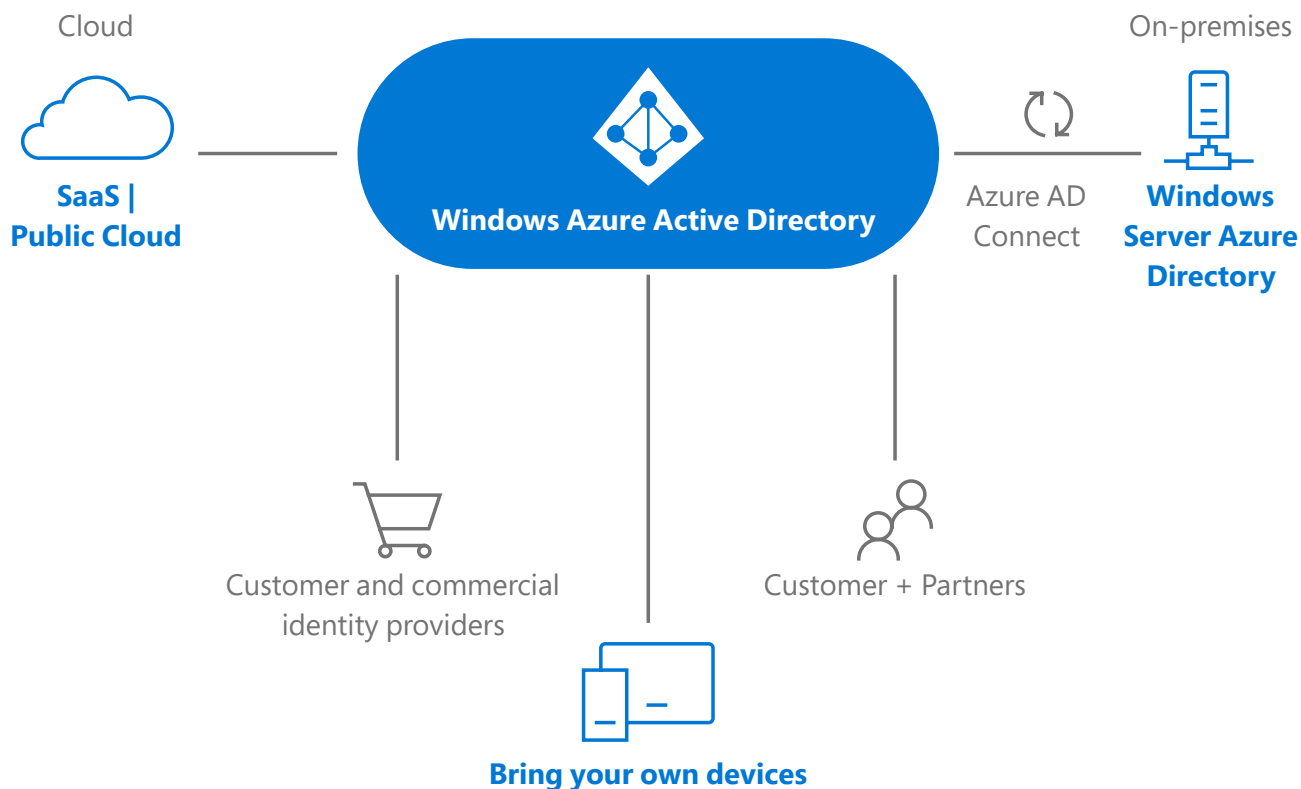 Cloud
On-premises
SaaS |
Public Cloud
Windows Azure Active Directory
Azure AD
Connect
Windows
Server Azure
Directory
Customer and commercial
identity providers
Customer + Partners
Bring your own devices